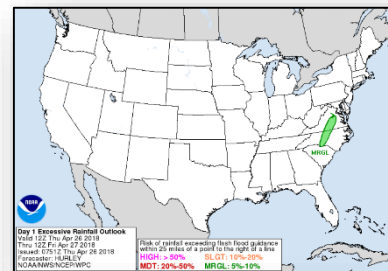 MRGL
noaa
Day 1 Excessive Rainfall Outlook
Valid 12Z Thu Apr 26 2018
Thru 12Z Fri Apr 27 2018
Issued: 0751Z Thu Apr 26 2018
Forecaster: HURLEY
NOAA/NWS/NCEP/WPC
Risk of rainfall exceeding flash flood guidance
within 25 miles of a point to the right of a line
HIGH: > 50% SLGT: 10%-20%
MDT: 20%-50% MRGL: 5%-10%